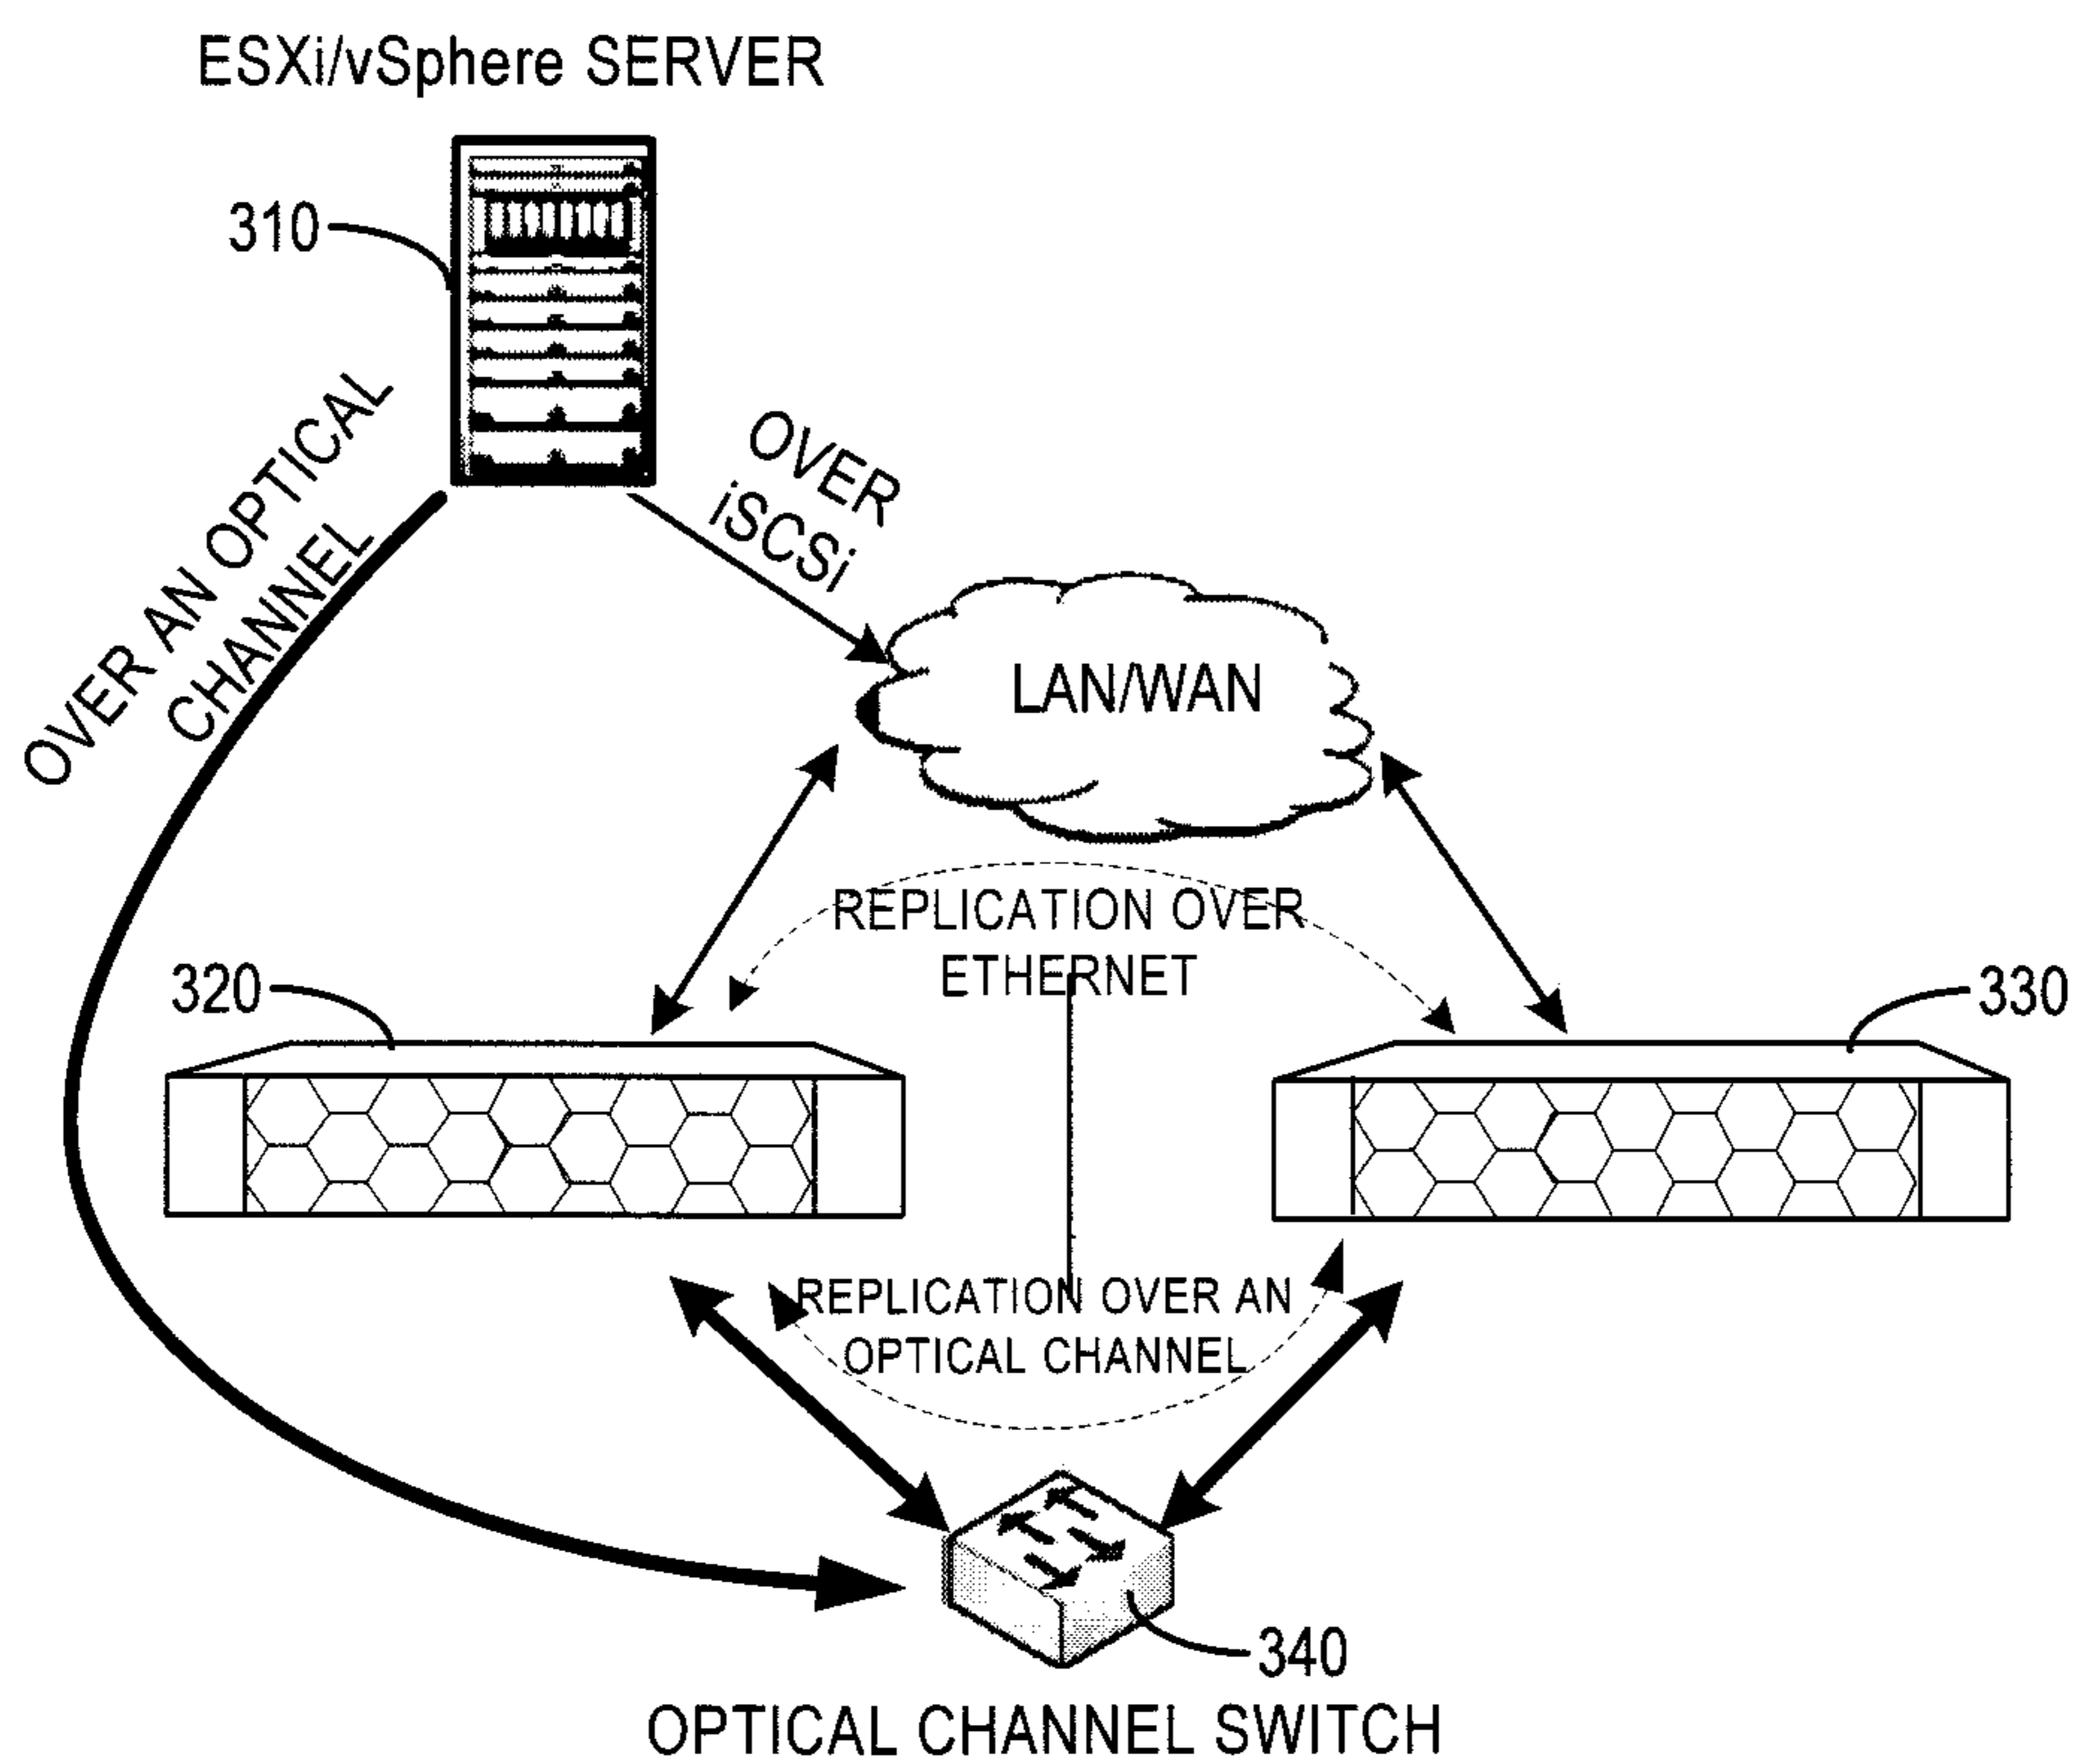 ESXi/vSphere SERVER
310
OVER AN OPTICAL
CHANNEL
OVER
iSCSi
LAN/WAN
REPLICATION OVER
ETHERNET
320
330
REPLICATION OVER AN
OPTICAL CHANNEL
340
OPTICAL CHANNEL SWITCH